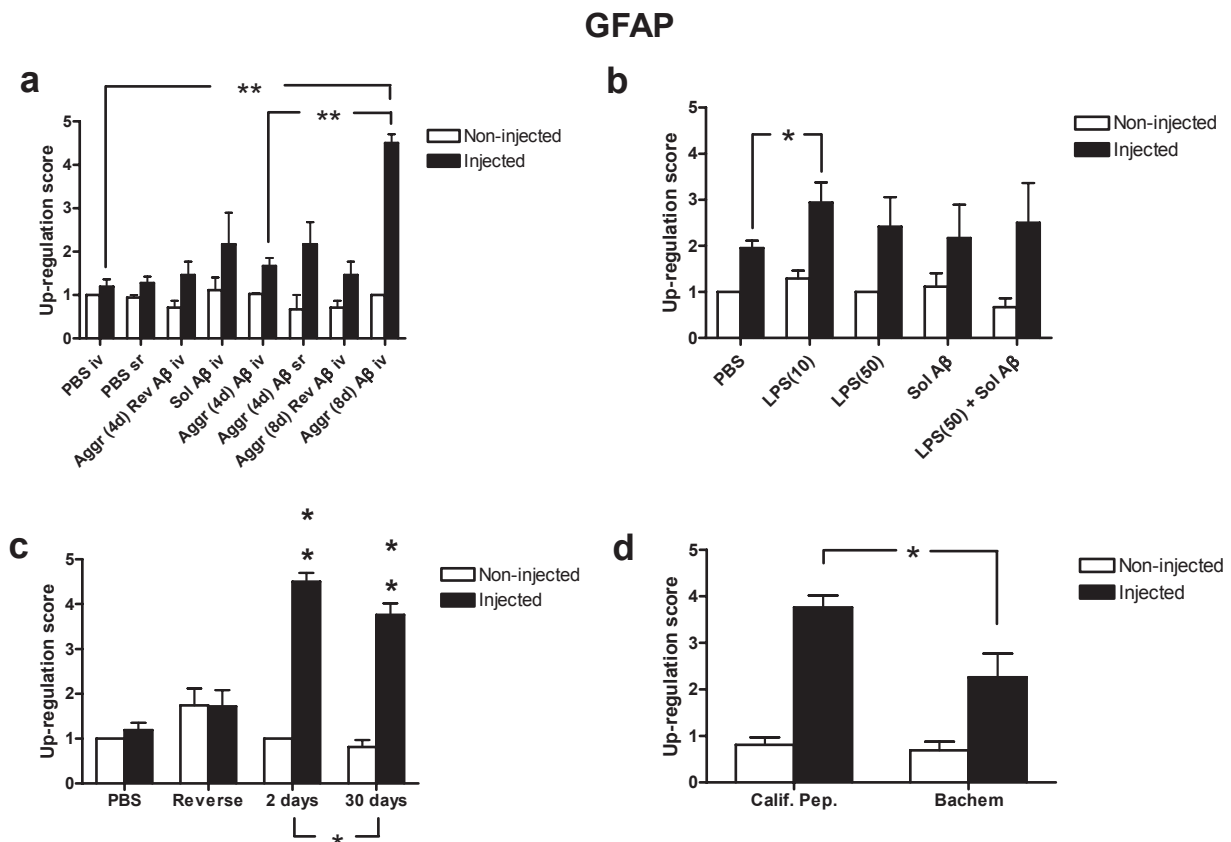 GFAP
a
**
**
Up-regulation score
5
4
3
2
1
0
Non-injected
Injected
PBS iv
PBS sr
Aggr (4d) Rev Aβ iv
Sol Aβ iv
Aggr (4d) Aβ iv
Aggr (4d) Aβ sr
Aggr (8d) Rev Aβ iv
Aggr (8d) Aβ iv
b
*
Up-regulation score
5
4
3
2
1
0
Non-injected
Injected
PBS
LPS(10)
LPS(50)
Sol Aβ
LPS(50) + Sol Aβ
c
* *
* *
Up-regulation score
5
4
3
2
1
0
Non-injected
Injected
PBS Reverse 2 days 30 days
*
d
*
Up-regulation score
5
4
3
2
1
0
Non-injected
Injected
Calif. Pep. Bachem